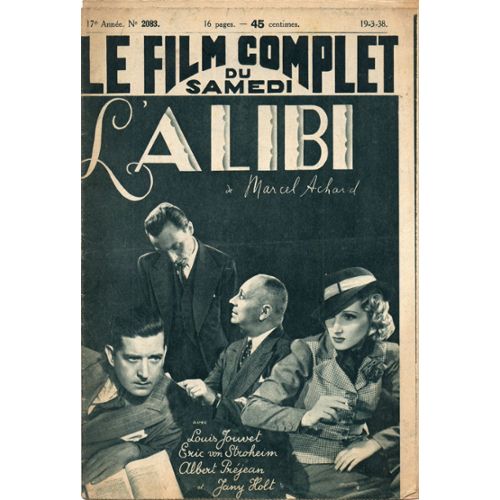 17e Année. N° 2083. 16 pages. — 45 centimes. 19-3-38.
LE FILM COMPLET
DU
SAMEDI
L'ALIBI
de Marcel Achard
AVEC
Louis Jouvet
Eric von Stroheim
Albert Préjean
et Jany Holt